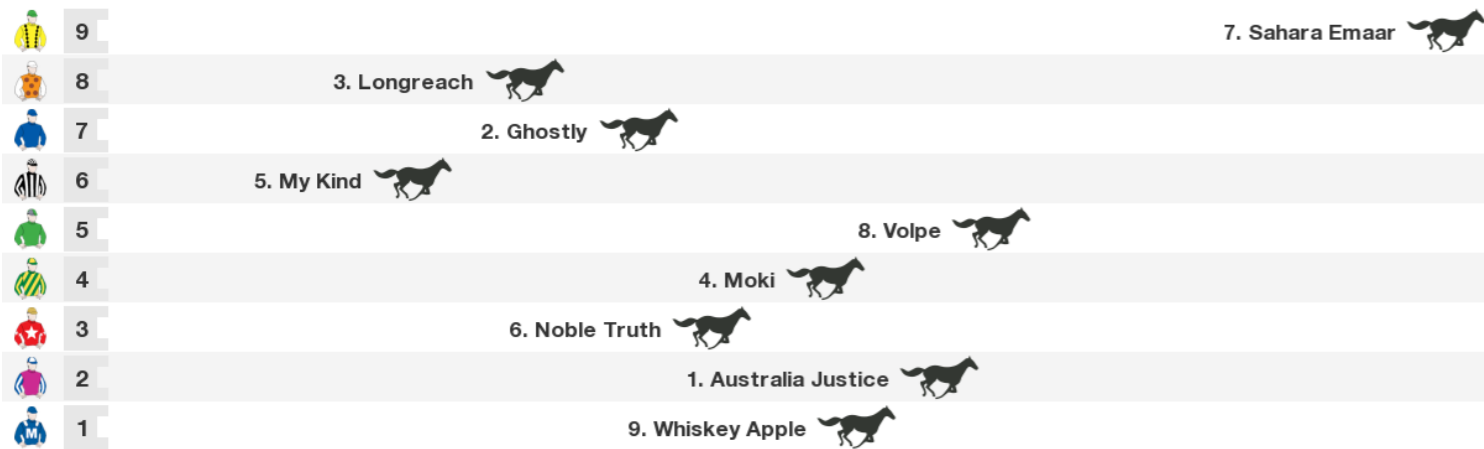 9 7. Sahara Emaar
8 3. Longreach
7 2. Ghostly
6 5. My Kind
5 8. Volpe
4 4. Moki
3 6. Noble Truth
2 1. Australia Justice
M 1 9. Whiskey Apple